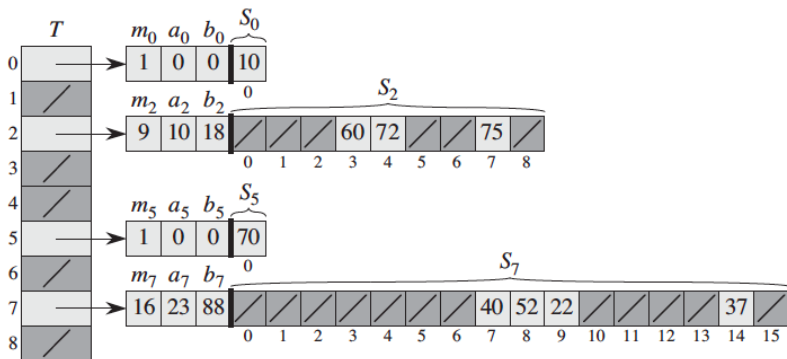 T m₀ a₀ b₀ S₀
0 1 0 0 10
1 0
m₂ a₂ b₂ S₂
2 9 10 18 60 72 75
3 0 1 2 3 4 5 6 7 8
4 m₅ a₅ b₅ S₅
5 1 0 0 70
6 0
m₇ a₇ b₇ S₇
7 16 23 88 40 52 22 37
8 0 1 2 3 4 5 6 7 8 9 10 11 12 13 14 15